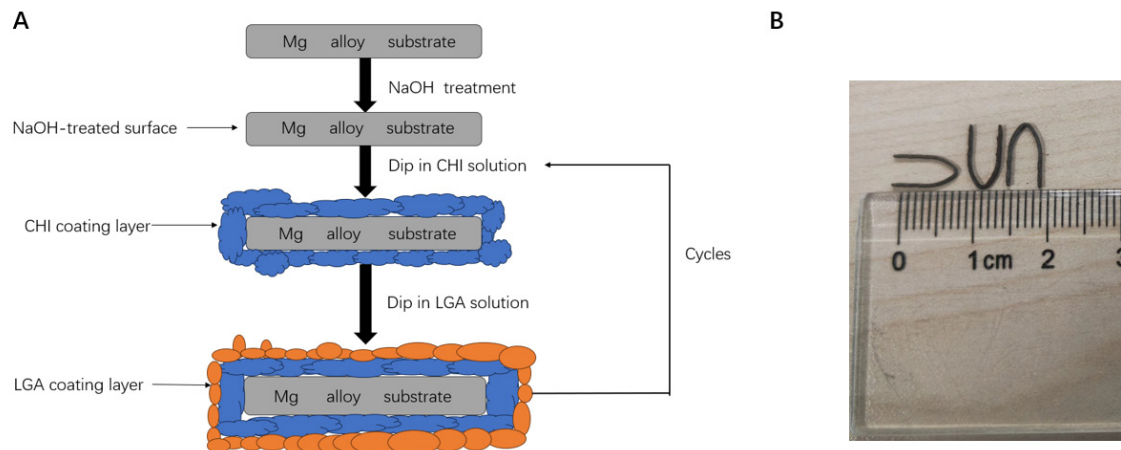 A
B
Mg alloy substrate
NaOH treatment
NaOH-treated surface
Mg alloy substrate
Dip in CHI solution
CHI coating layer
Mg alloy substrate
Cycles
Dip in LGA solution
LGA coating layer
Mg alloy substrate
0 1cm 2 3